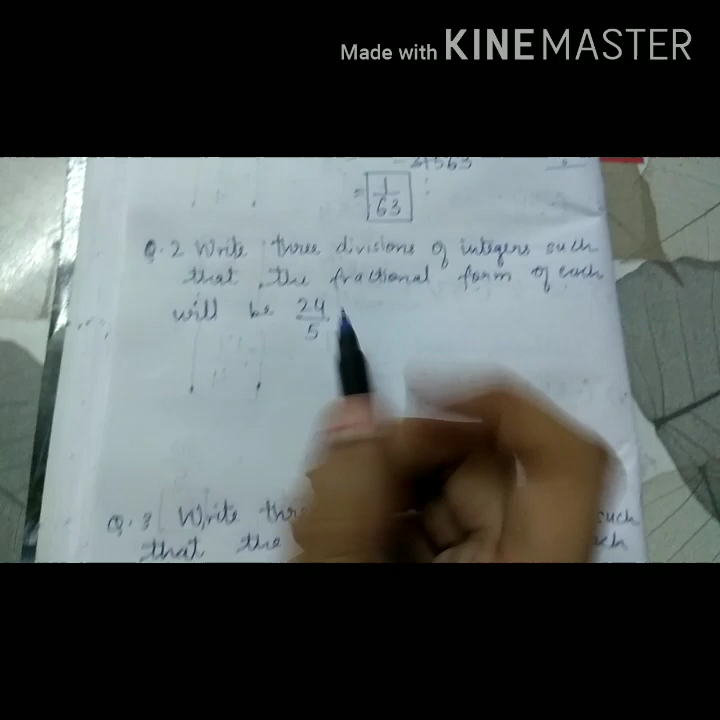 Made with KINEMASTER
= 1/63
Q.2 Write three divisions of integers such
that, the fractional form of each
will be 24/5
Q.3 Write such
that the